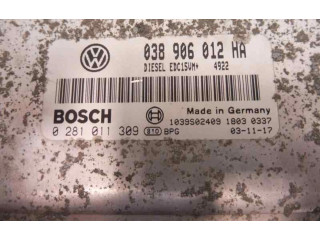 038 906 012 HA
DIESEL EDC15VM+ 4922
BOSCH
Made in Germany
0 281 011 309
1039S02409 1803 0337
BPG
03-11-17